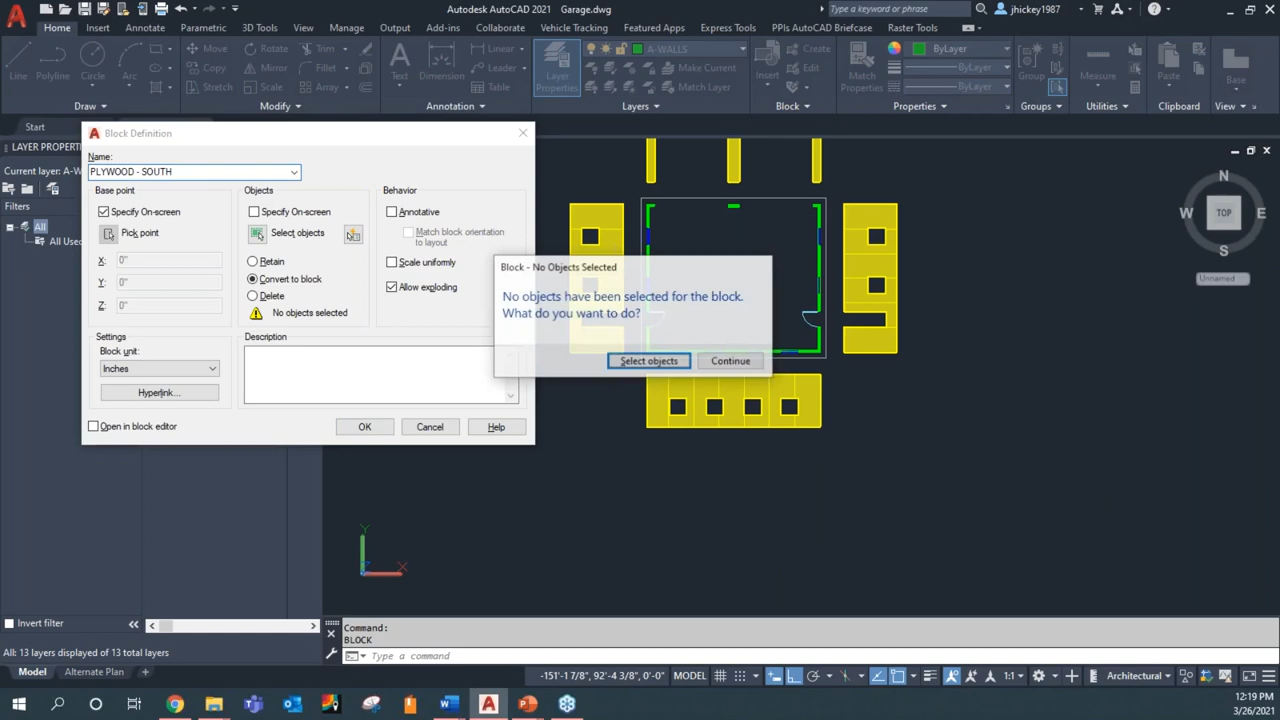 Autodesk AutoCAD 2021 Garage.dwg
Type a keyword or phrase
jhickey1987
Home Insert Annotate Parametric 3D Tools View Manage Output Add-ins Collaborate Vehicle Tracking Featured Apps Express Tools PPIs AutoCAD Briefcase Raster Tools
Line Polyline Circle Arc
Move Rotate Trim
Copy Mirror Fillet
Stretch Scale Array
Text Dimension
Linear
Leader
Table
Layer Properties
A-WALLS
Make Current
Match Layer
Insert
Create
Edit
Match Properties
ByLayer
ByLayer
ByLayer
Group
Measure
Paste
Base
Draw Modify Annotation Layers Block Properties Groups Utilities Clipboard View
Start
LAYER PROPERT
Current layer: A-W
Filters
All
All Used
Block Definition
Name:
PLYWOOD - SOUTH
Base point
Specify On-screen
Pick point
X: 0"
Y: 0"
Z: 0"
Objects
Specify On-screen
Select objects
Retain
Convert to block
Delete
No objects selected
Behavior
Annotative
Match block orientation
to layout
Scale uniformly
Allow exploding
Settings
Block unit:
Inches
Hyperlink...
Description
Open in block editor
OK Cancel Help
Block - No Objects Selected
No objects have been selected for the block.
What do you want to do?
Select objects Continue
N
W TOP E
S
Unnamed
Y
X
Invert filter
All: 13 layers displayed of 13 total layers
Command:
BLOCK
Type a command
Model Alternate Plan +
-151'-1 7/8", 92'-4 3/8", 0'-0" MODEL 1:1 Architectural
12:19 PM
3/26/2021